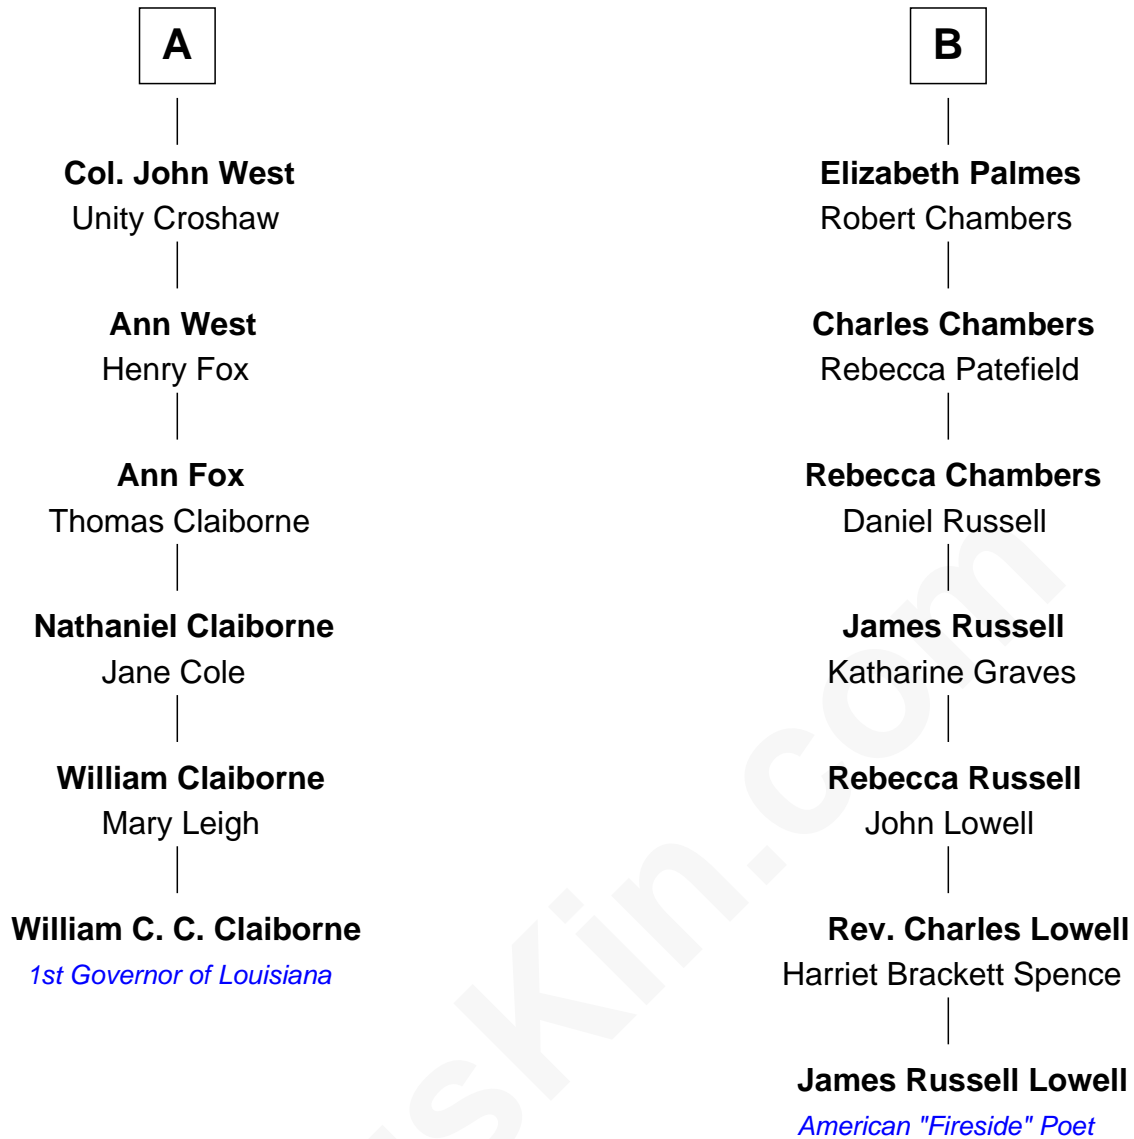 A
Col. John West
Unity Croshaw
Ann West
Henry Fox
Ann Fox
Thomas Claiborne
Nathaniel Claiborne
Jane Cole
William Claiborne
Mary Leigh
William C. C. Claiborne
1st Governor of Louisiana
B
Elizabeth Palmes
Robert Chambers
Charles Chambers
Rebecca Patefield
Rebecca Chambers
Daniel Russell
James Russell
Katharine Graves
Rebecca Russell
John Lowell
Rev. Charles Lowell
Harriet Brackett Spence
James Russell Lowell
American "Fireside" Poet
usKin.com